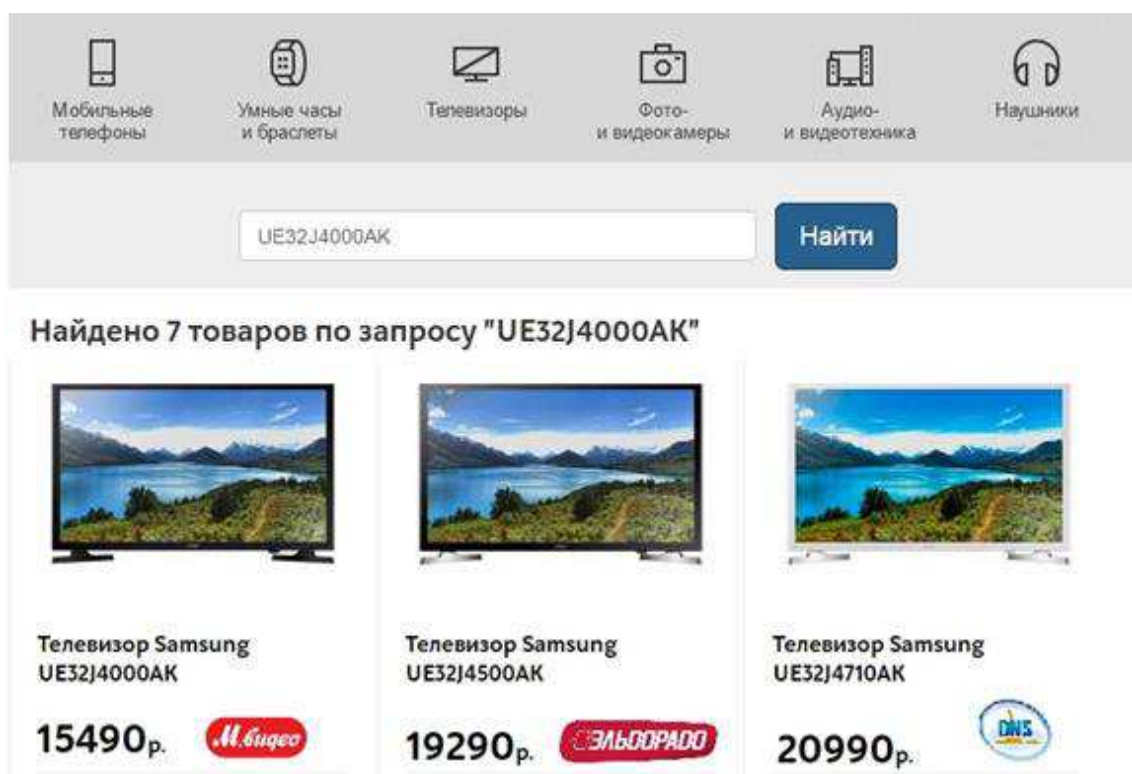 Мобильные
телефоны
Умные часы
и браслеты
Телевизоры
Фото-
и видеокамеры
Аудио-
и видеотехника
Наушники
UE32J4000AK
Найти
Найдено 7 товаров по запросу "UE32J4000AK"
Телевизор Samsung
UE32J4000AK
15490р.
М.видео
Телевизор Samsung
UE32J4500AK
19290р.
ЭЛЬДОРАДО
Телевизор Samsung
UE32J4710AK
20990р.
DNS